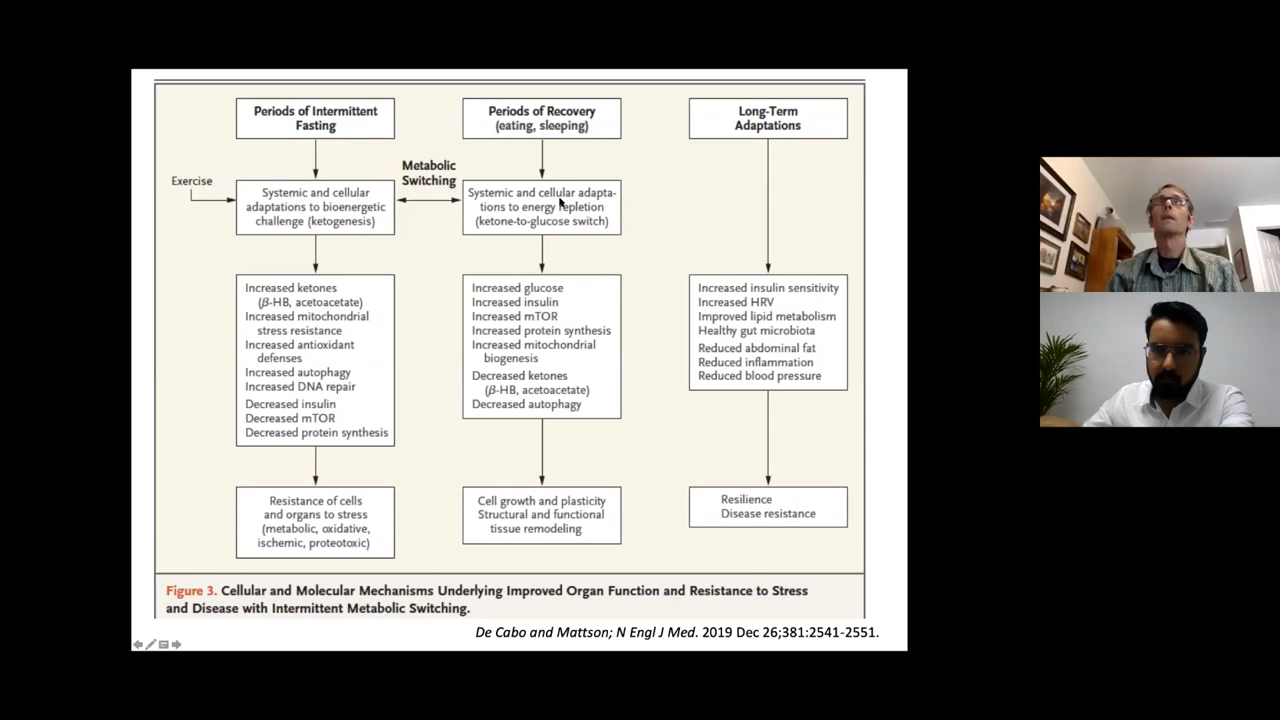 Periods of Intermittent
Fasting
Exercise
Systemic and cellular
adaptations to bioenergetic
challenge (ketogenesis)
Increased ketones
(β-HB, acetoacetate)
Increased mitochondrial
stress resistance
Increased antioxidant
defenses
Increased autophagy
Increased DNA repair
Decreased insulin
Decreased mTOR
Decreased protein synthesis
Resistance of cells
and organs to stress
(metabolic, oxidative,
ischemic, proteotoxic)
Metabolic
Switching
Periods of Recovery
(eating, sleeping)
Systemic and cellular adapta-
tions to energy repletion
(ketone-to-glucose switch)
Increased glucose
Increased insulin
Increased mTOR
Increased protein synthesis
Increased mitochondrial
biogenesis
Decreased ketones
(β-HB, acetoacetate)
Decreased autophagy
Cell growth and plasticity
Structural and functional
tissue remodeling
Long-Term
Adaptations
Increased insulin sensitivity
Increased HRV
Improved lipid metabolism
Healthy gut microbiota
Reduced abdominal fat
Reduced inflammation
Reduced blood pressure
Resilience
Disease resistance
Figure 3. Cellular and Molecular Mechanisms Underlying Improved Organ Function and Resistance to Stress
and Disease with Intermittent Metabolic Switching.
De Cabo and Mattson; N Engl J Med. 2019 Dec 26;381:2541-2551.